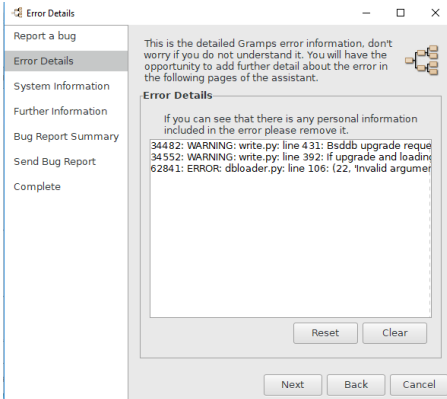 Error Details
Report a bug
Error Details
System Information
Further Information
Bug Report Summary
Send Bug Report
Complete
This is the detailed Gramps error information, don't
worry if you do not understand it. You will have the
opportunity to add further detail about the error in
the following pages of the assistant.
Error Details
If you can see that there is any personal information
included in the error please remove it.
34482: WARNING: write.py: line 431: Bsddb upgrade reque
34552: WARNING: write.py: line 392: If upgrade and loading
62841: ERROR: dbloader.py: line 106: (22, 'Invalid argumer
Reset Clear
Next Back Cancel